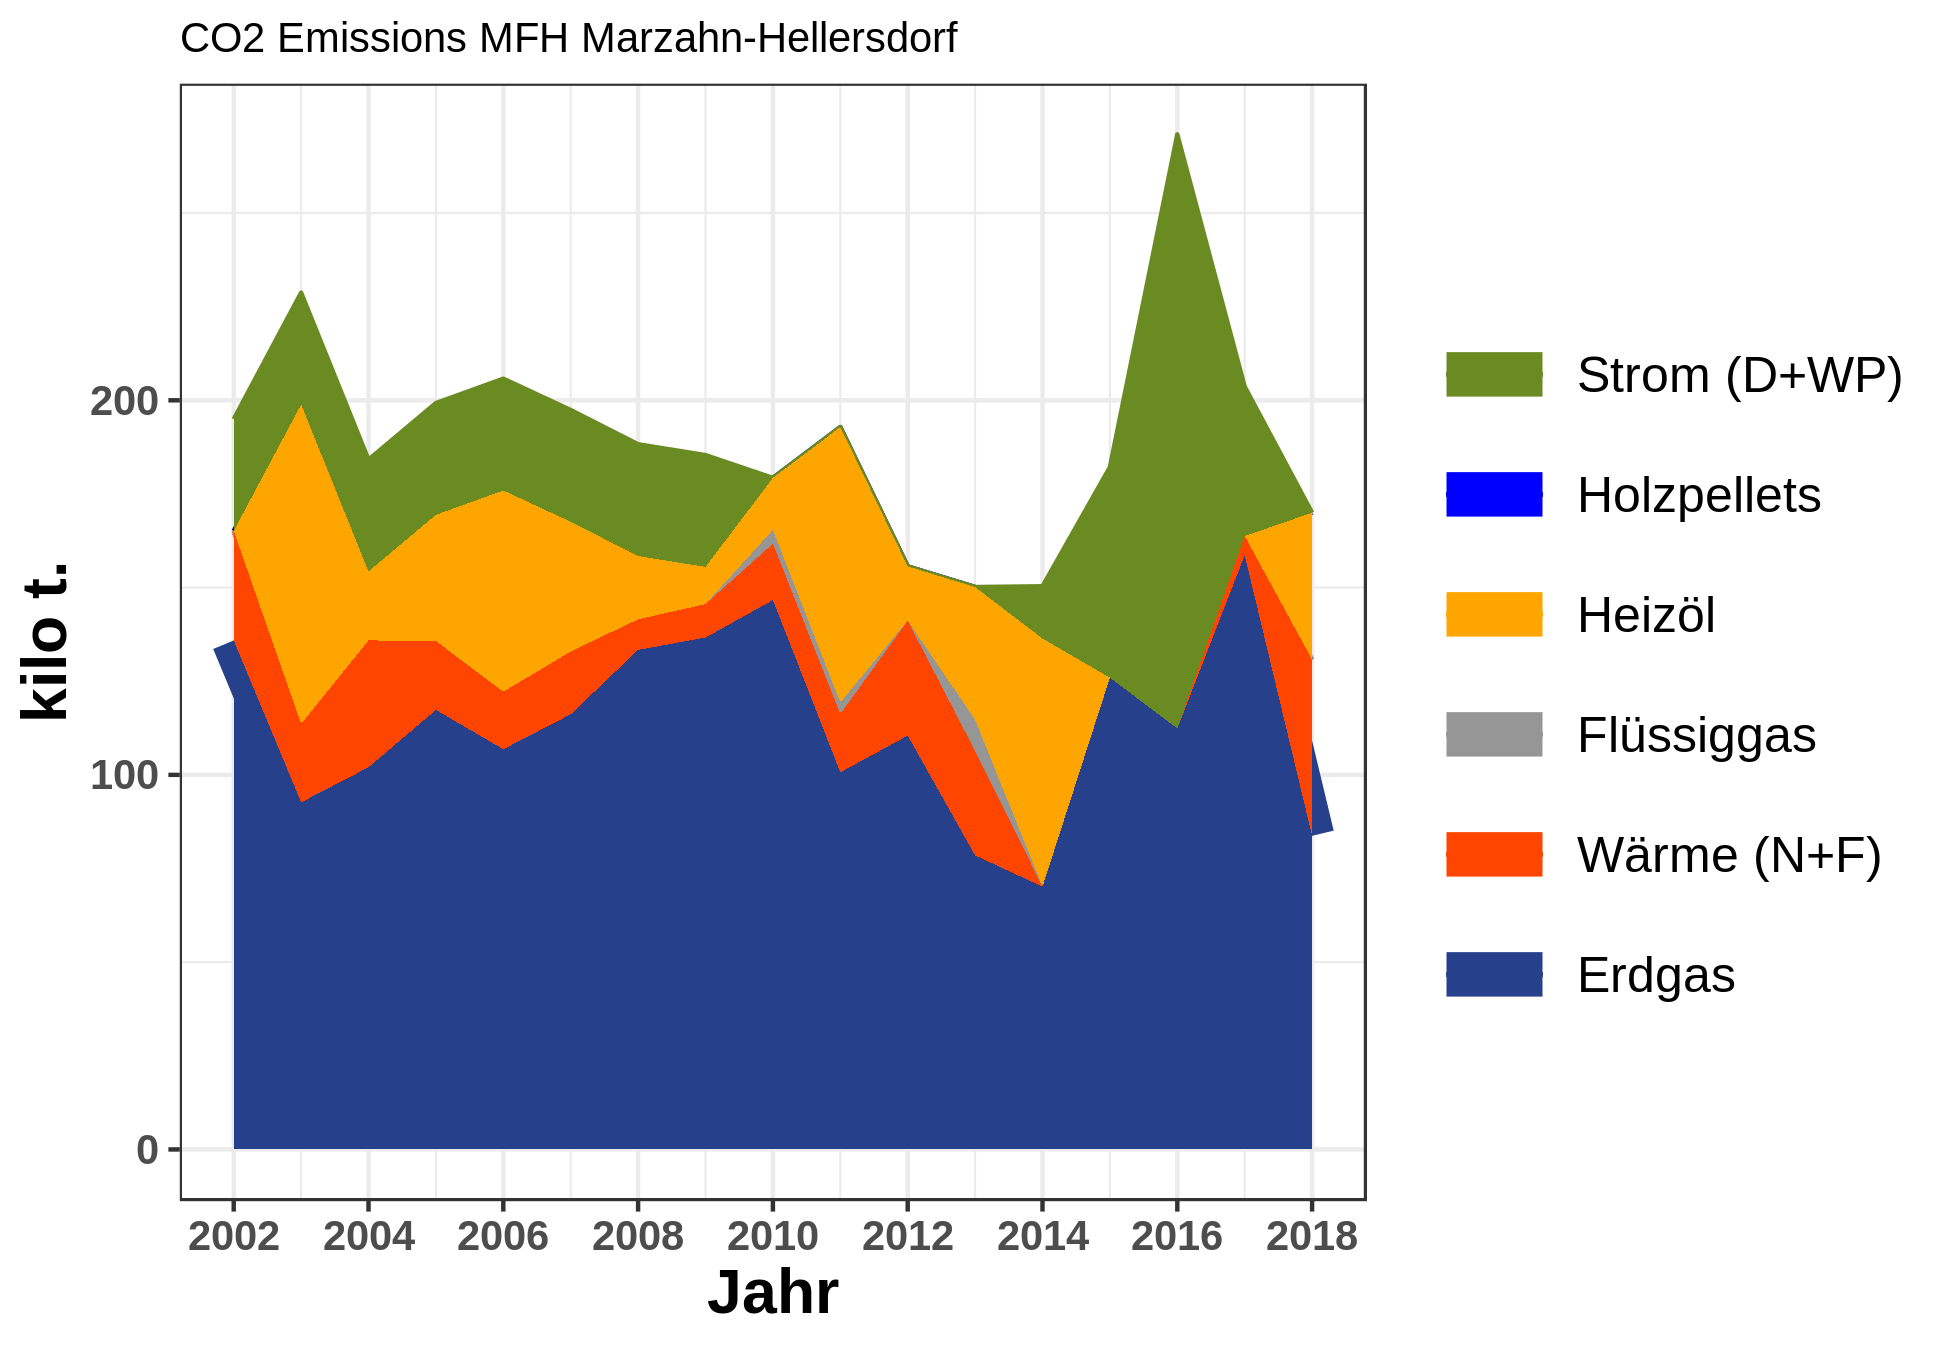 CO2 Emissions MFH Marzahn-Hellersdorf
kilo t.
200
100
0
2002 2004 2006 2008 2010 2012 2014 2016 2018
Jahr
Strom (D+WP)
Holzpellets
Heizöl
Flüssiggas
Wärme (N+F)
Erdgas